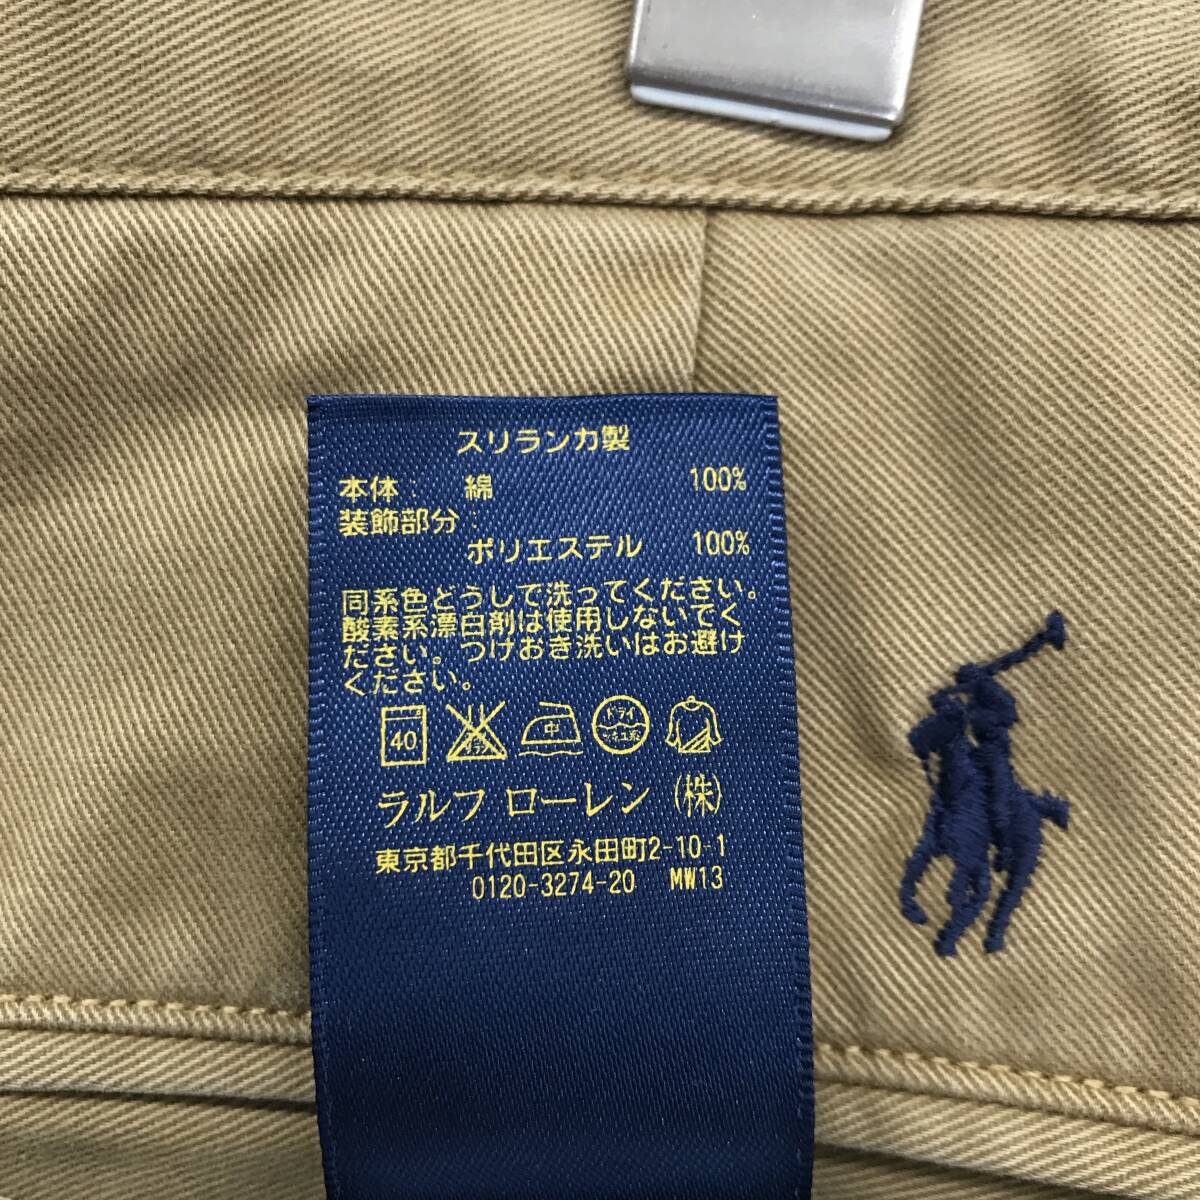 スリランカ製
本体: 綿 100%
装飾部分:
ポリエステル 100%
同系色どうしで洗ってください。
酸素系漂白剤は使用しないでく
ださい。つけおき洗いはお避け
ください。
40 中 ドライ
ラルフ ローレン (株)
東京都千代田区永田町2-10-1
0120-3274-20 MW13